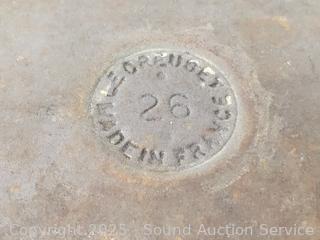 LE CREUSET
26
MADE IN FRANCE
Copyright 2025 - Sound Auction Service